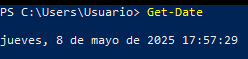 PS C:\Users\Usuario> Get-Date
jueves, 8 de mayo de 2025 17:57:29